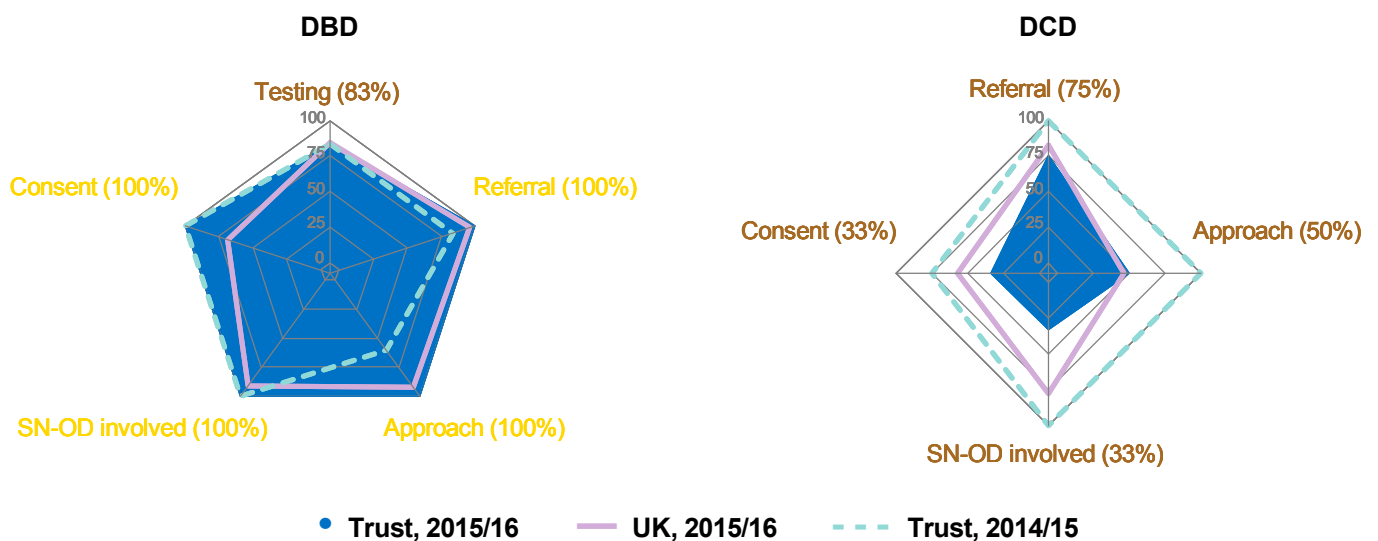 DBD
DCD
Testing (83%)
100
75
50
25
0
Consent (100%)
Referral (100%)
SN-OD involved (100%)
Approach (100%)
Referral (75%)
100
75
50
25
0
Consent (33%)
Approach (50%)
SN-OD involved (33%)
Trust, 2015/16
UK, 2015/16
Trust, 2014/15